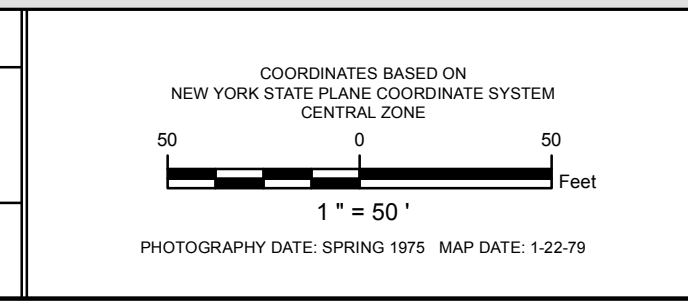 COORDINATES BASED ON
NEW YORK STATE PLANE COORDINATE SYSTEM
CENTRAL ZONE
50 0 50
Feet
1 " = 50 '
PHOTOGRAPHY DATE: SPRING 1975 MAP DATE: 1-22-79